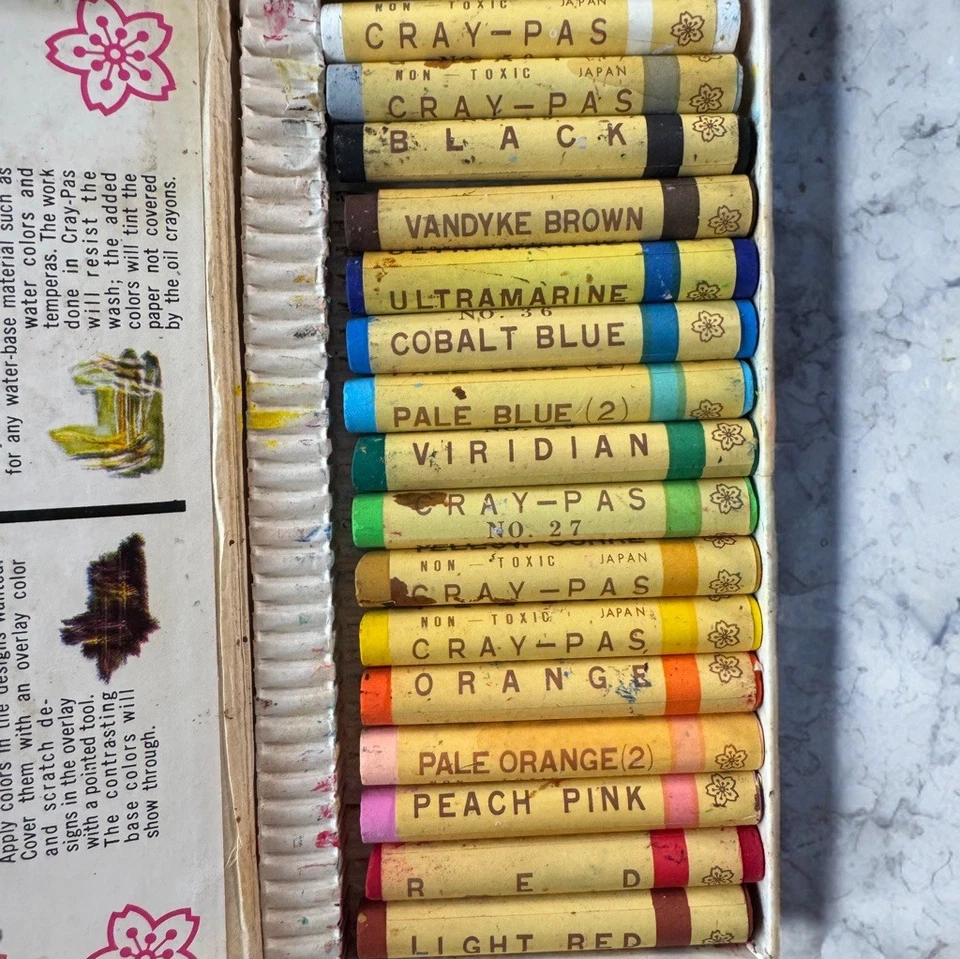 for any water-base material such as
water colors and
temperas. The work
done in Cray-Pas
will resist the
wash; the added
colors will tint the
paper not covered
by the oil crayons.
Apply colors in the designs
Cover them with an overlay color
and scratch de-
signs in the overlay
with a pointed tool.
The contrasting
base colors will
show through.
NON — TOXIC JAPAN
CRAY-PAS
NON — TOXIC JAPAN
CRAY-PAS
BLACK
VANDYKE BROWN
ULTRAMARINE
NO. 36
COBALT BLUE
PALE BLUE (2)
VIRIDIAN
CRAY-PAS
NO. 27
NON — TOXIC JAPAN
CRAY-PAS
NON — TOXIC JAPAN
CRAY-PAS
ORANGE
PALE ORANGE (2)
PEACH PINK
RED
LIGHT RED